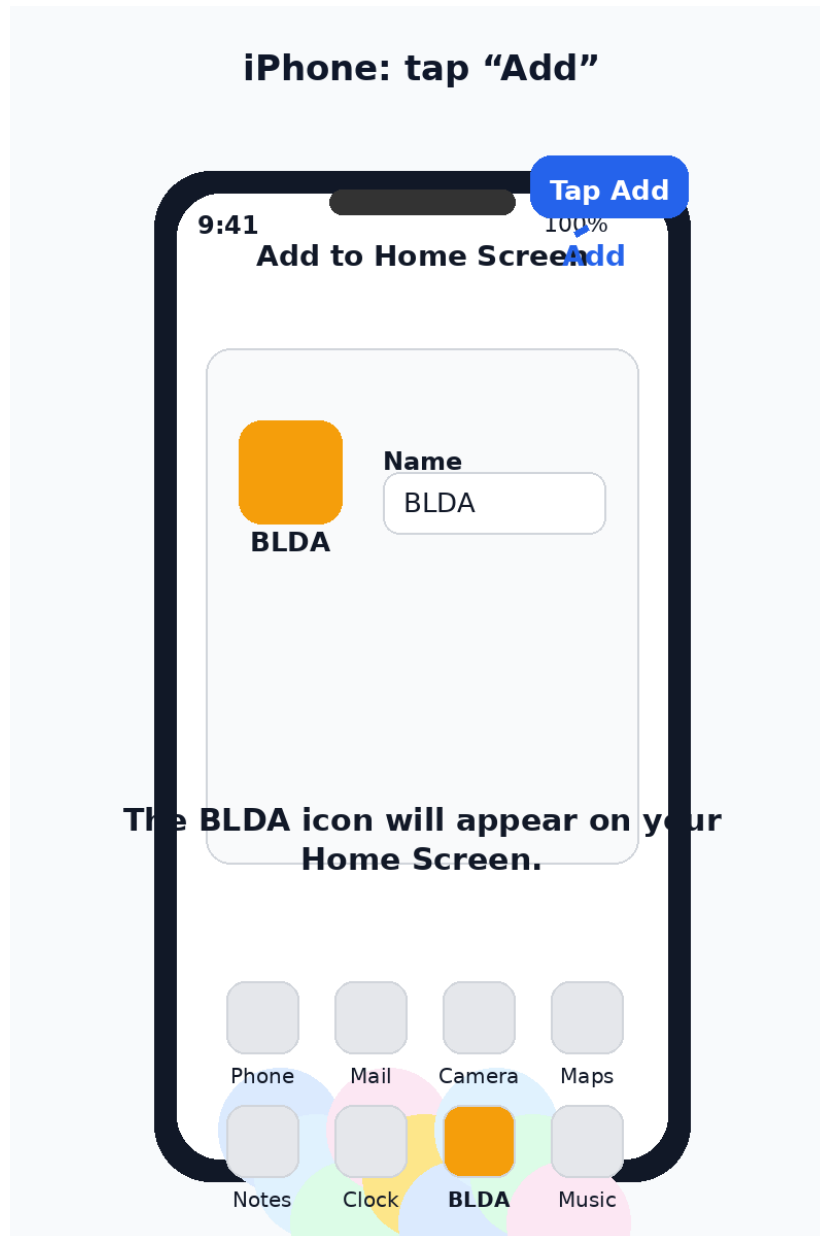 iPhone: tap “Add”
Tap Add
9:41
100%
Add to Home Screen
Add
Name
BLDA
BLDA
The BLDA icon will appear on your
Home Screen.
Phone Mail Camera Maps
Notes Clock BLDA Music